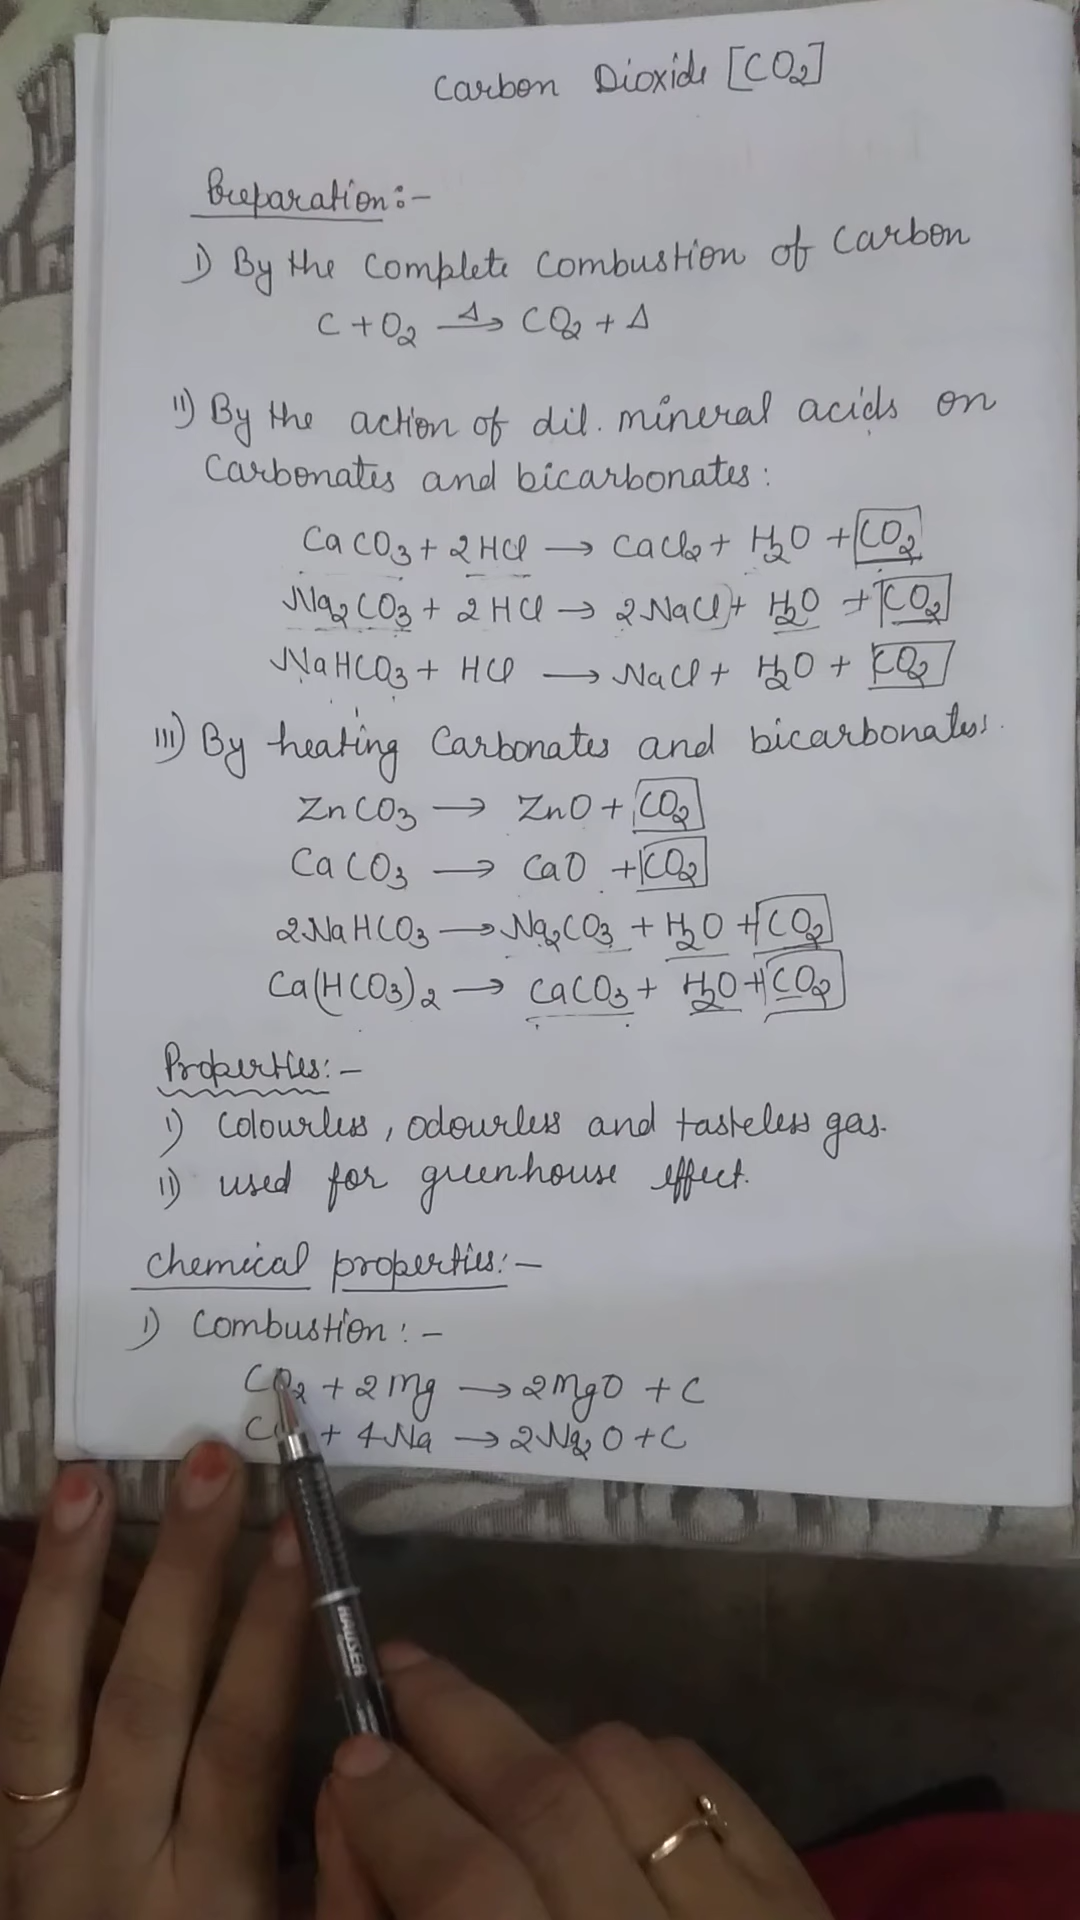 Carbon Dioxide [CO2]
Preparation:-
i) By the complete combustion of carbon
C + O2 —Δ→ CO2 + Δ
ii) By the action of dil. mineral acids on
carbonates and bicarbonates:
CaCO3 + 2HCl → CaCl2 + H2O + CO2
Na2CO3 + 2HCl → 2NaCl + H2O + CO2
NaHCO3 + HCl → NaCl + H2O + CO2
iii) By heating Carbonates and bicarbonates.
ZnCO3 → ZnO + CO2
CaCO3 → CaO + CO2
2NaHCO3 → Na2CO3 + H2O + CO2
Ca(HCO3)2 → CaCO3 + H2O + CO2
Properties:-
i) Colourless, odourless and tasteless gas.
ii) used for greenhouse effect.
Chemical properties:-
i) Combustion:-
CO2 + 2Mg → 2MgO + C
C + 4Na → 2Na2O + C
HAUSER